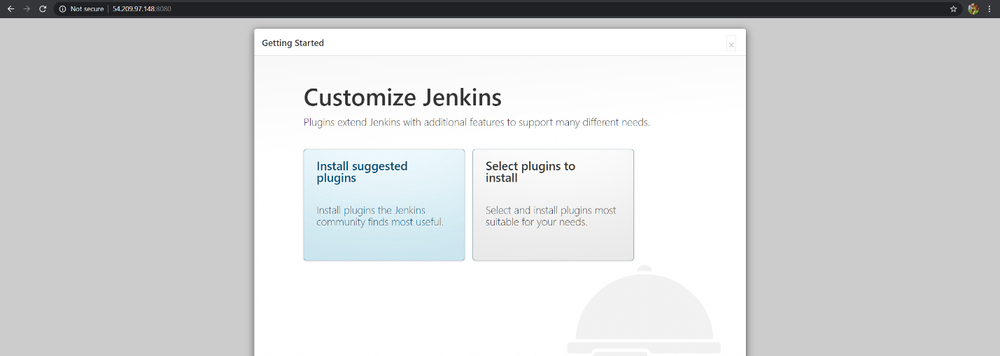 Not secure | 54.209.97.148:8080
Getting Started
×
Customize Jenkins
Plugins extend Jenkins with additional features to support many different needs.
Install suggested
plugins
Install plugins the Jenkins
community finds most useful.
Select plugins to
install
Select and install plugins most
suitable for your needs.